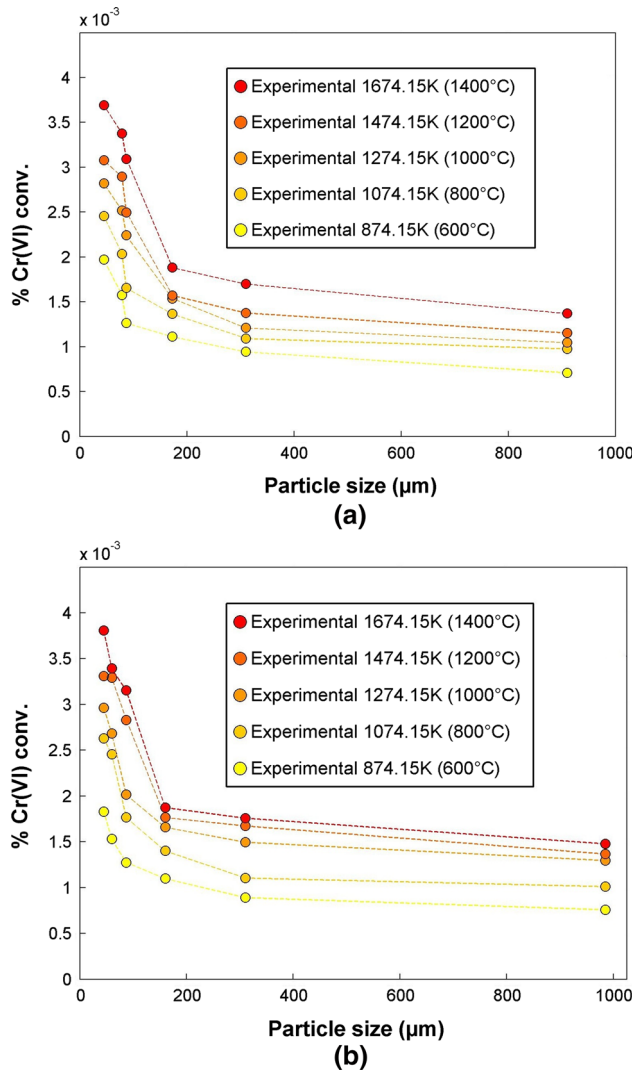 x 10-3
4
3.5
3
2.5
2
1.5
1
0.5
0
% Cr(VI) conv.
Experimental 1674.15K (1400°C)
Experimental 1474.15K (1200°C)
Experimental 1274.15K (1000°C)
Experimental 1074.15K (800°C)
Experimental 874.15K (600°C)
0 200 400 600 800 1000
Particle size (µm)
(a)
x 10-3
4
3.5
3
2.5
2
1.5
1
0.5
0
% Cr(VI) conv.
Experimental 1674.15K (1400°C)
Experimental 1474.15K (1200°C)
Experimental 1274.15K (1000°C)
Experimental 1074.15K (800°C)
Experimental 874.15K (600°C)
0 200 400 600 800 1000
Particle size (µm)
(b)